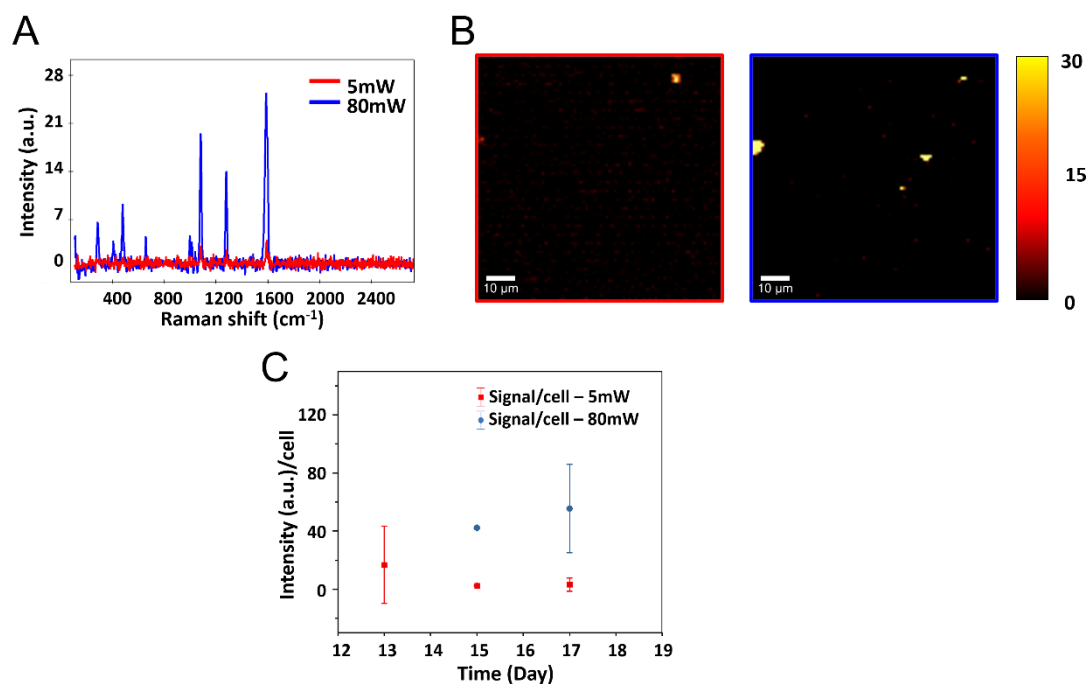 A
28
21
14
7
0
Intensity (a.u.)
5mW
80mW
400 800 1200 1600 2000 2400
Raman shift (cm⁻¹)
B
10 µm
10 µm
30
15
0
C
120
80
40
0
Intensity (a.u.)/cell
Signal/cell – 5mW
Signal/cell – 80mW
12 13 14 15 16 17 18 19
Time (Day)